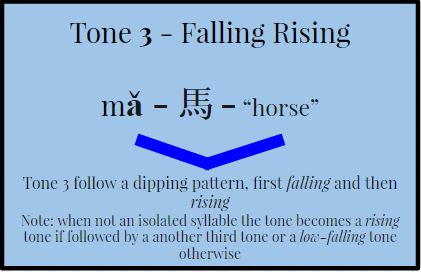 Tone 3 - Falling Rising
mǎ - 馬 - “horse”
Tone 3 follow a dipping pattern, first falling and then
rising
Note: when not an isolated syllable the tone becomes a rising
tone if followed by a another third tone or a low-falling tone
otherwise